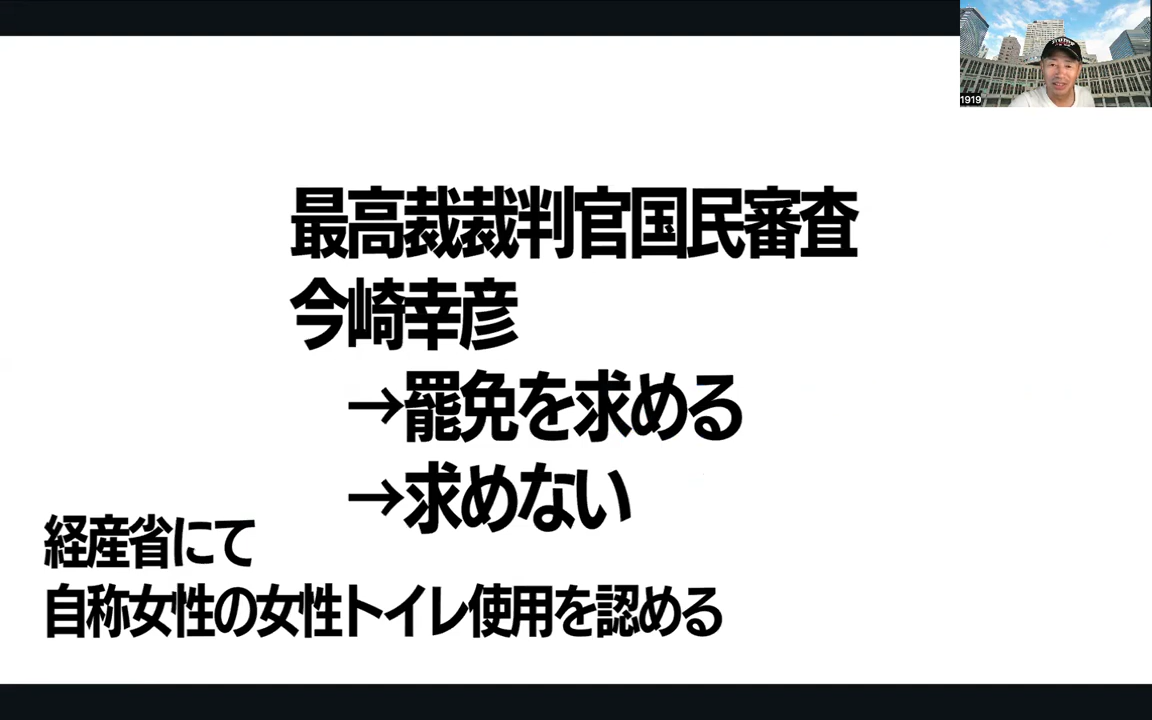 1919
最高裁裁判官国民審査
今崎幸彦
→罷免を求める
→求めない
経産省にて
自称女性の女性トイレ使用を認める